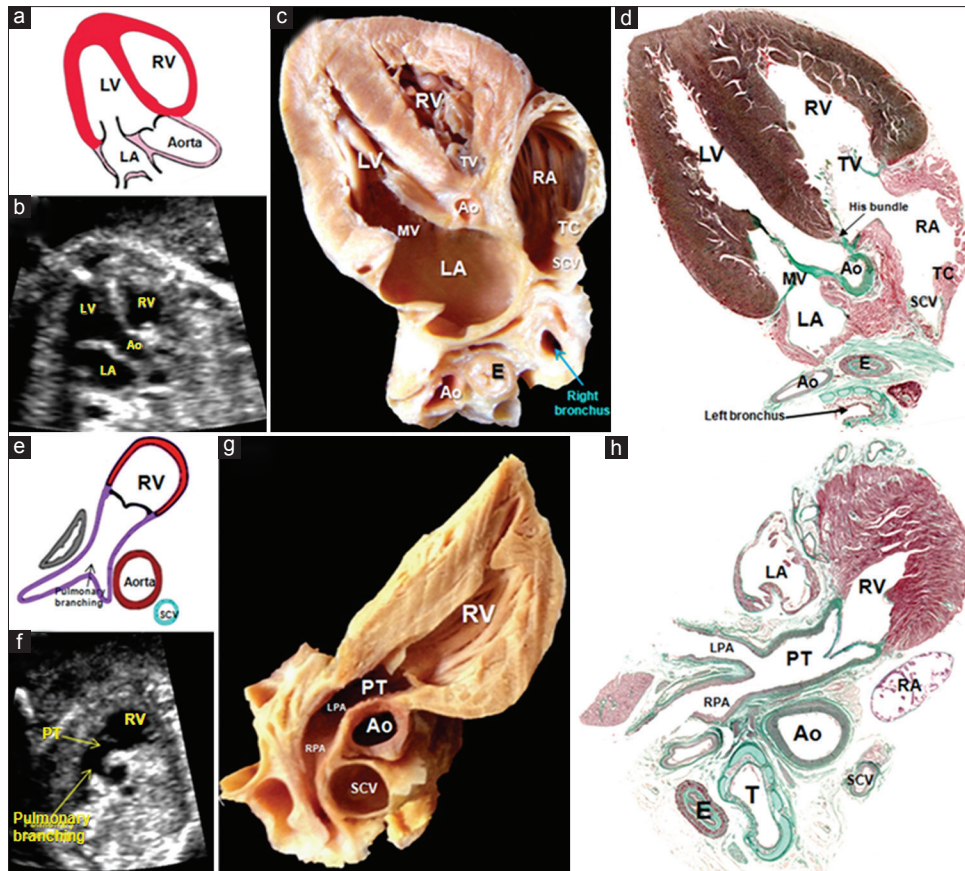 a
RV
LV
LA
Aorta
b
LV
RV
Ao
LA
c
RV
LV
TV
RA
Ao
MV
TC
LA
SCV
E
Ao
Right
bronchus
d
RV
LV
TV
His bundle
RA
Ao
MV
TC
SCV
LA
E
Ao
Left bronchus
e
RV
Aorta
Pulmonary
branching
SCV
f
RV
PT
Pulmonary
branching
g
RV
PT
LPA
Ao
RPA
SCV
h
LA
RV
LPA
PT
RPA
RA
Ao
SCV
E
T